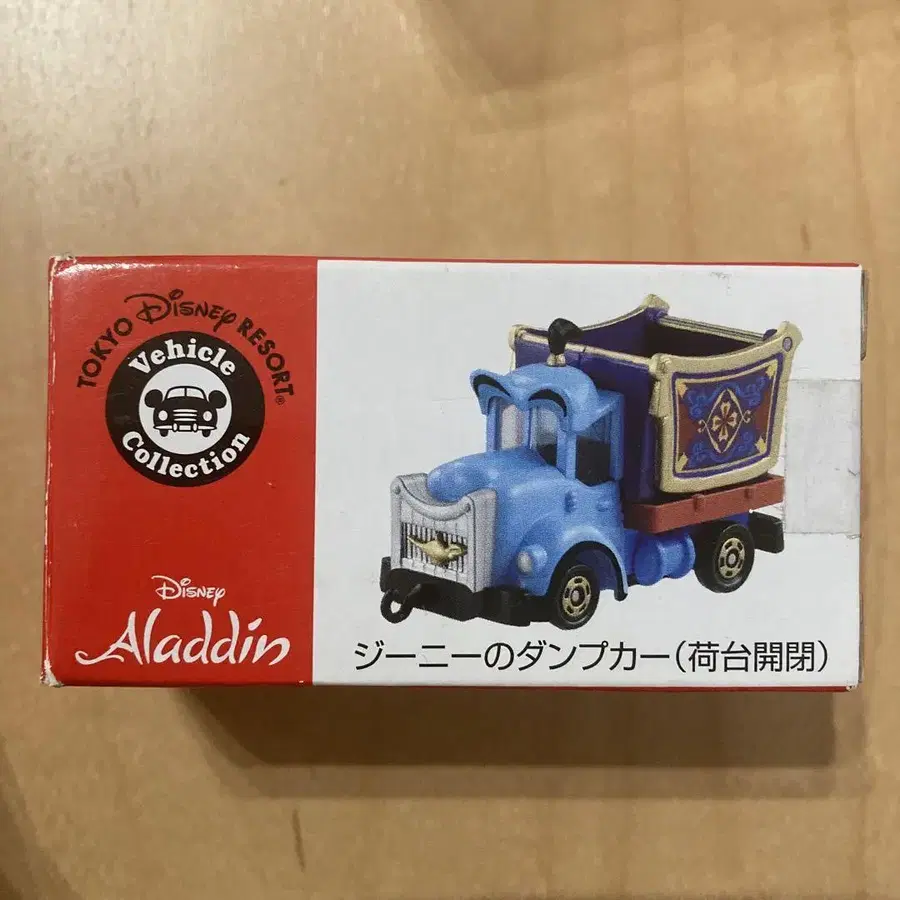 TOKYO Disney RESORT®
Vehicle
Collection
Disney
Aladdin
ジーニーのダンプカー(荷台開閉)